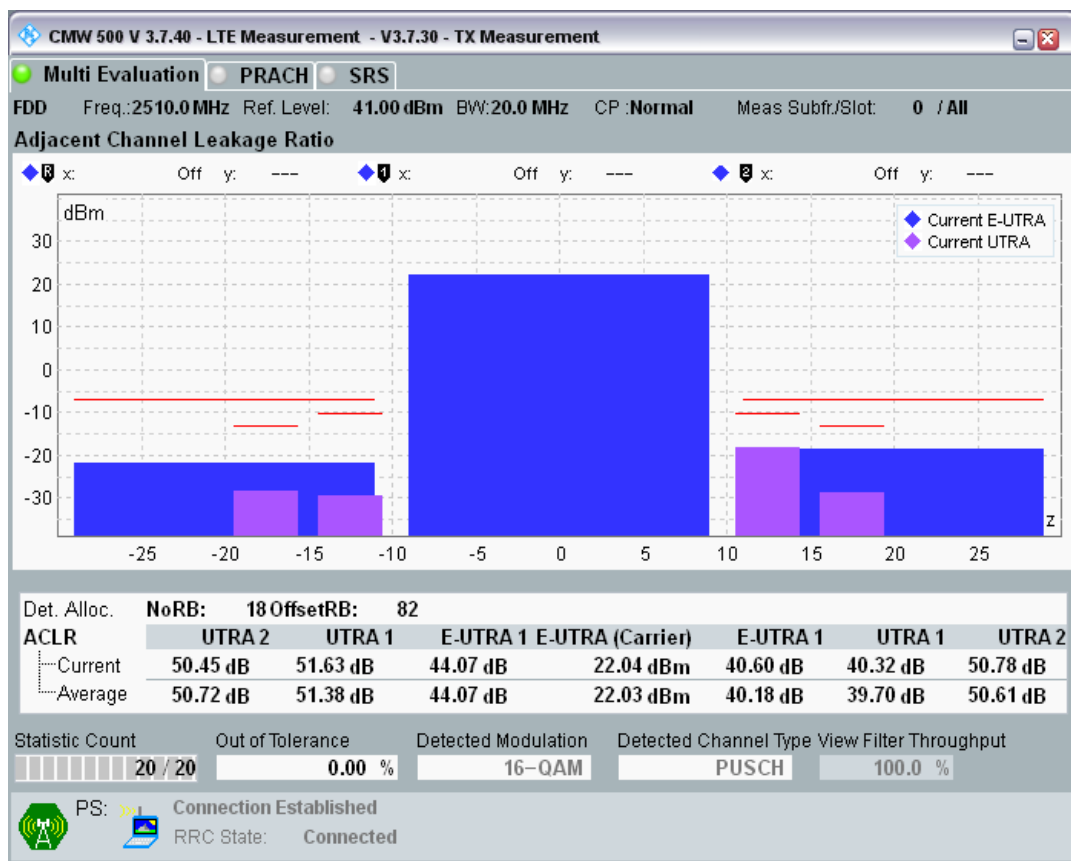 CMW 500 V 3.7.40 - LTE Measurement - V3.7.30 - TX Measurement
Multi Evaluation PRACH SRS
FDD Freq.:2510.0 MHz Ref. Level: 41.00 dBm BW:20.0 MHz CP :Normal Meas Subfr./Slot: 0 / All
Adjacent Channel Leakage Ratio
R x: Off y: --- 1 x: Off y: --- 2 x: Off y: ---
dBm
Current E-UTRA
Current UTRA
30
20
10
0
-10
-20
-30
z
-25 -20 -15 -10 -5 0 5 10 15 20 25
Det. Alloc. NoRB: 18 OffsetRB: 82
ACLR UTRA 2 UTRA 1 E-UTRA 1 E-UTRA (Carrier) E-UTRA 1 UTRA 1 UTRA 2
Current 50.45 dB 51.63 dB 44.07 dB 22.04 dBm 40.60 dB 40.32 dB 50.78 dB
Average 50.72 dB 51.38 dB 44.07 dB 22.03 dBm 40.18 dB 39.70 dB 50.61 dB
Statistic Count Out of Tolerance Detected Modulation Detected Channel Type View Filter Throughput
20 / 20 0.00 % 16-QAM PUSCH 100.0 %
PS: Connection Established
RRC State: Connected